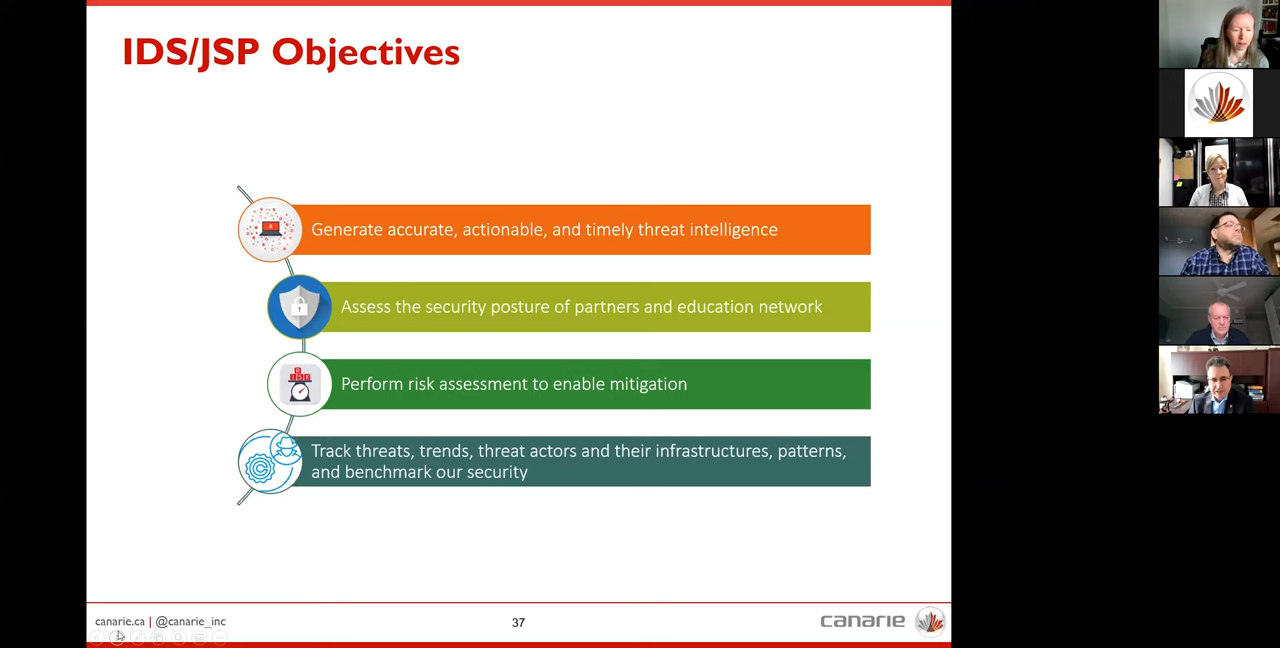 IDS/JSP Objectives
Generate accurate, actionable, and timely threat intelligence
Assess the security posture of partners and education network
Perform risk assessment to enable mitigation
Track threats, trends, threat actors and their infrastructures, patterns,
and benchmark our security
canarie.ca | @canarie_inc
37
canarie